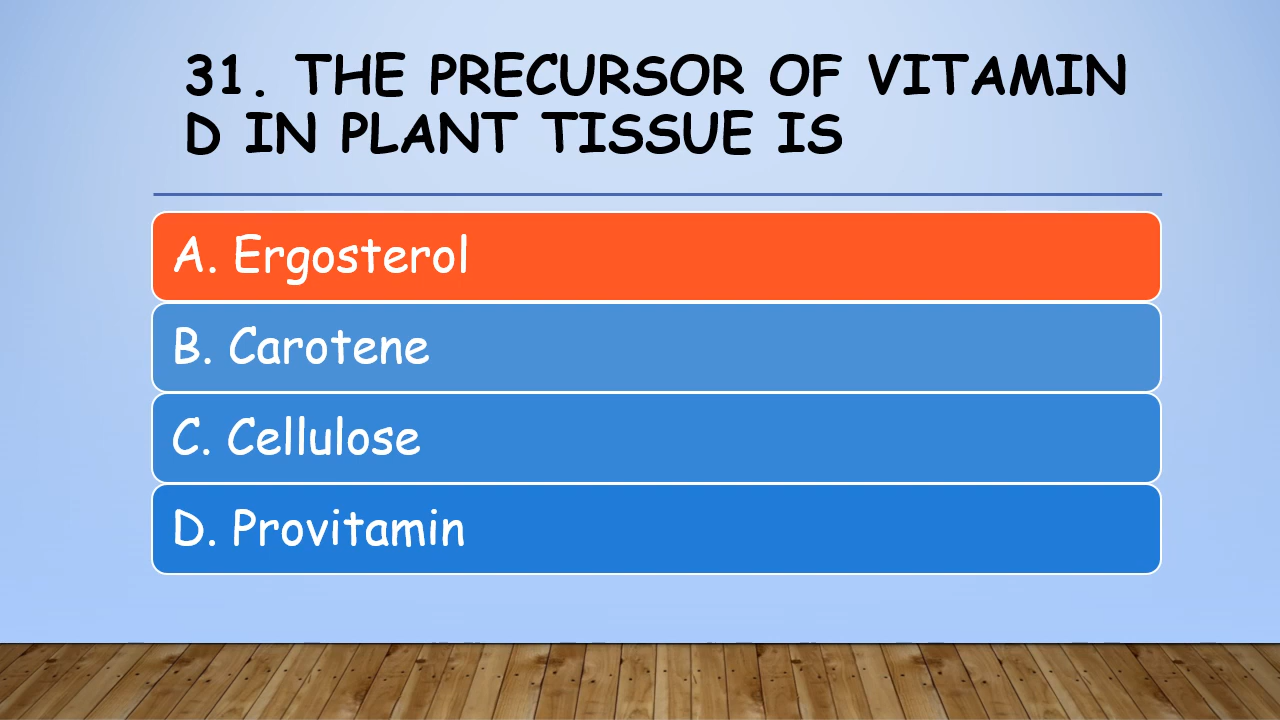 31. THE PRECURSOR OF VITAMIN
D IN PLANT TISSUE IS
A. Ergosterol
B. Carotene
C. Cellulose
D. Provitamin